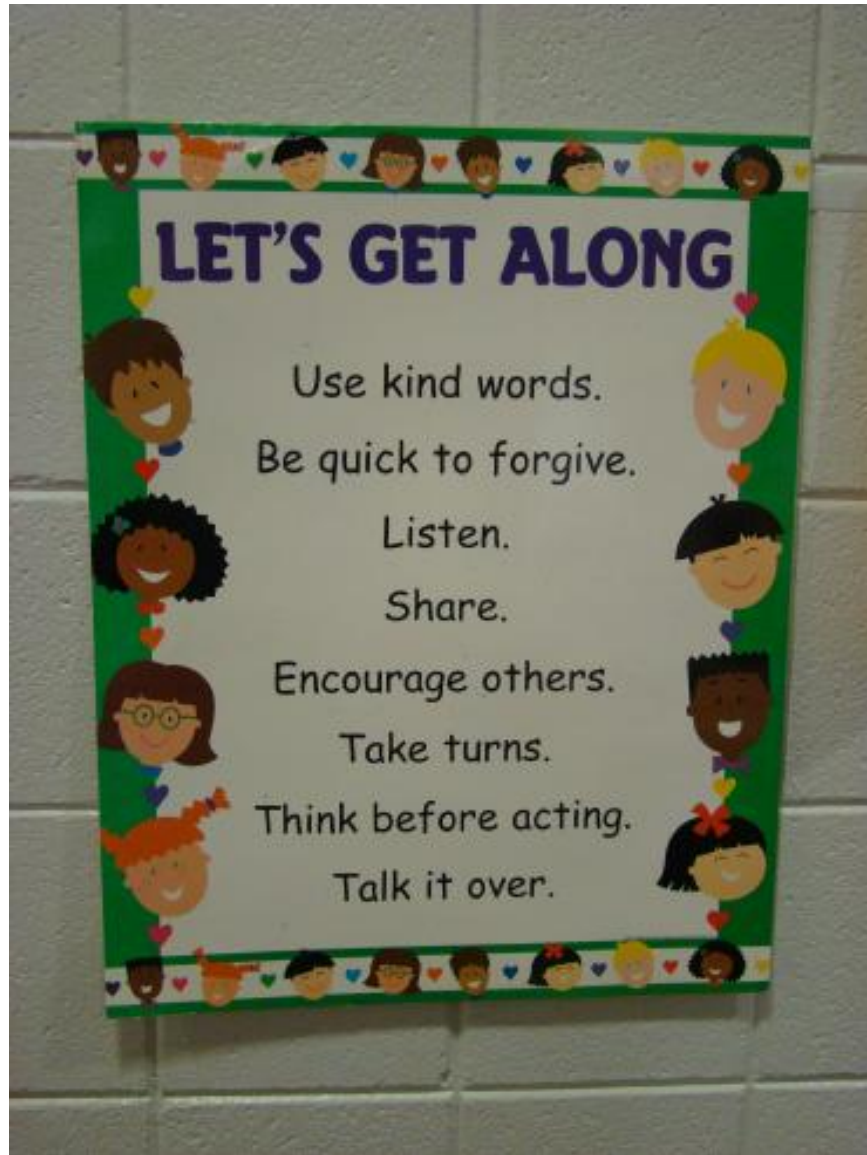 LET'S GET ALONG
Use kind words.
Be quick to forgive.
Listen.
Share.
Encourage others.
Take turns.
Think before acting.
Talk it over.